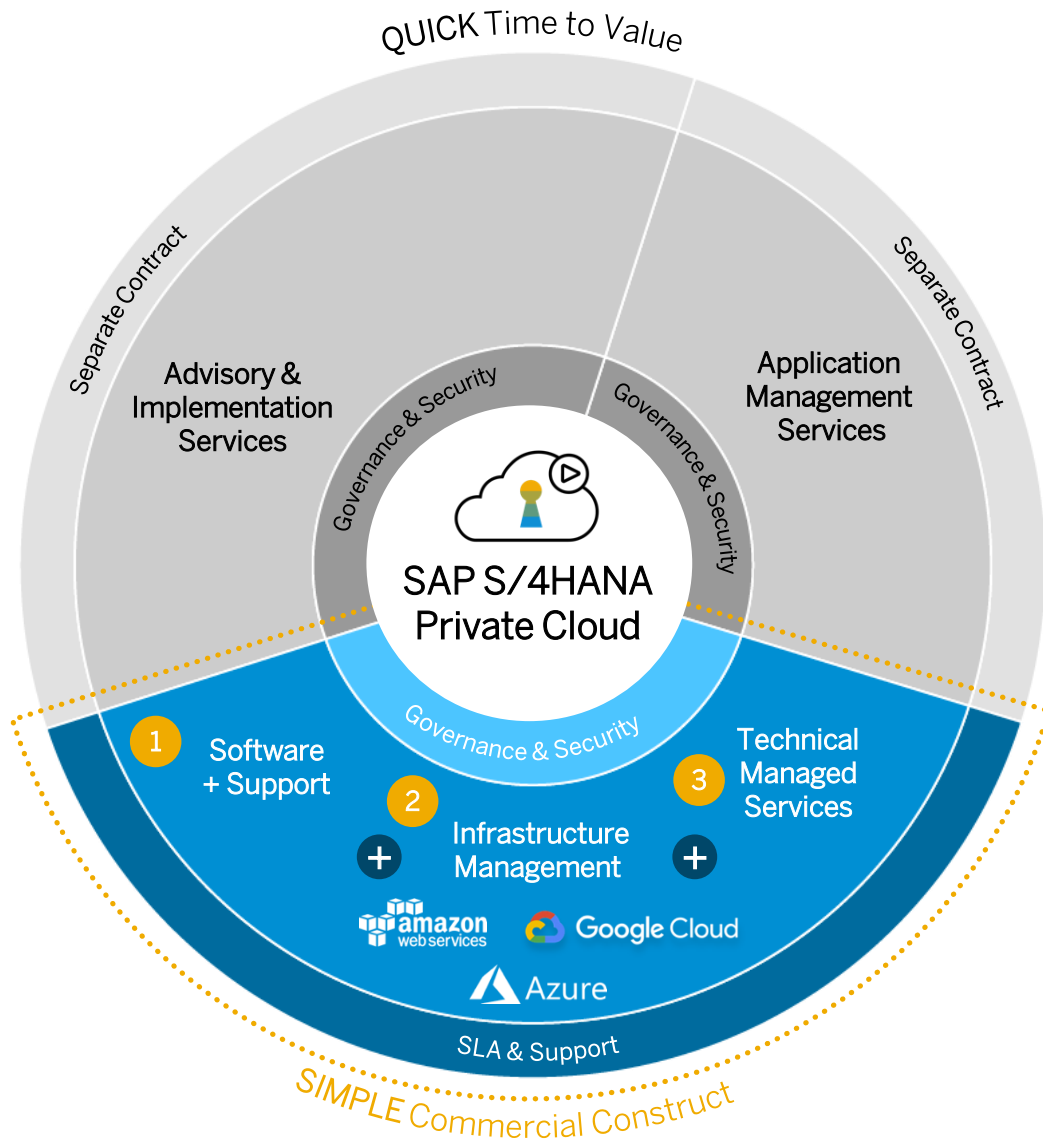 QUICK Time to Value
Separate Contract
Separate Contract
Advisory &
Implementation
Services
Application
Management
Services
Governance & Security
Governance & Security
SAP S/4HANA
Private Cloud
Governance & Security
1
Software
+ Support
2
Infrastructure
Management
3
Technical
Managed
Services
+
+
amazon
webservices
Google Cloud
Azure
SLA & Support
SIMPLE Commercial Construct